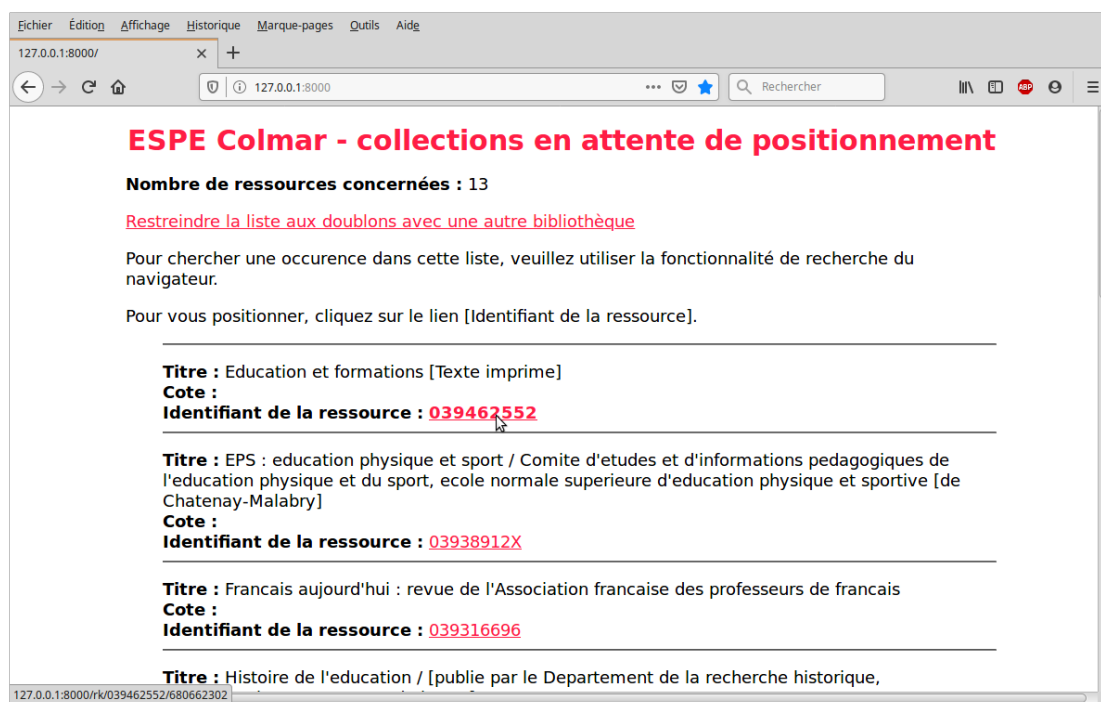 Fichier Édition Affichage Historique Marque-pages Outils Aide
127.0.0.1:8000/
127.0.0.1:8000 Rechercher ABP
ESPE Colmar - collections en attente de positionnement
Nombre de ressources concernées : 13
Restreindre la liste aux doublons avec une autre bibliothèque
Pour chercher une occurence dans cette liste, veuillez utiliser la fonctionnalité de recherche du
navigateur.
Pour vous positionner, cliquez sur le lien [Identifiant de la ressource].
Titre : Education et formations [Texte imprime]
Cote :
Identifiant de la ressource : 039462552
Titre : EPS : education physique et sport / Comite d'etudes et d'informations pedagogiques de
l'education physique et du sport, ecole normale superieure d'education physique et sportive [de
Chatenay-Malabry]
Cote :
Identifiant de la ressource : 03938912X
Titre : Francais aujourd'hui : revue de l'Association francaise des professeurs de francais
Cote :
Identifiant de la ressource : 039316696
Titre : Histoire de l'education / [publie par le Departement de la recherche historique,
127.0.0.1:8000/rk/039462552/680662302